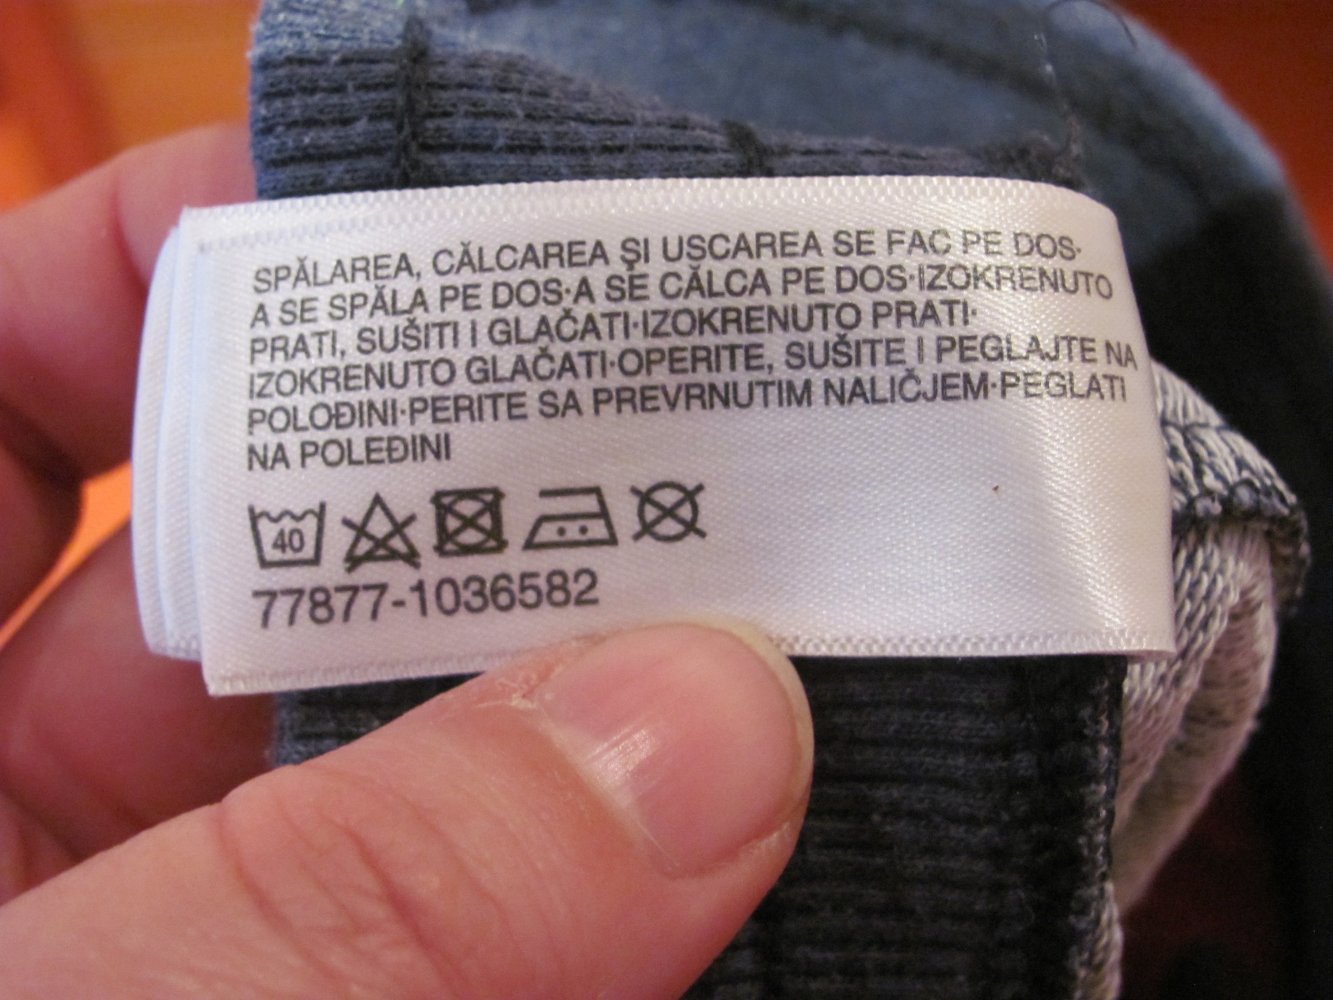 SPĂLAREA, CĂLCAREA ŞI USCAREA SE FAC PE DOS·
A SE SPĂLA PE DOS·A SE CĂLCA PE DOS·IZOKRENUTO
PRATI, SUŠITI I GLAČATI·IZOKRENUTO PRATI·
IZOKRENUTO GLAČATI·OPERITE, SUŠITE I PEGLAJTE NA
POLOĐINI·PERITE SA PREVRNUTIM NALIČJEM·PEGLATI
NA POLEĐINI
40
77877-1036582